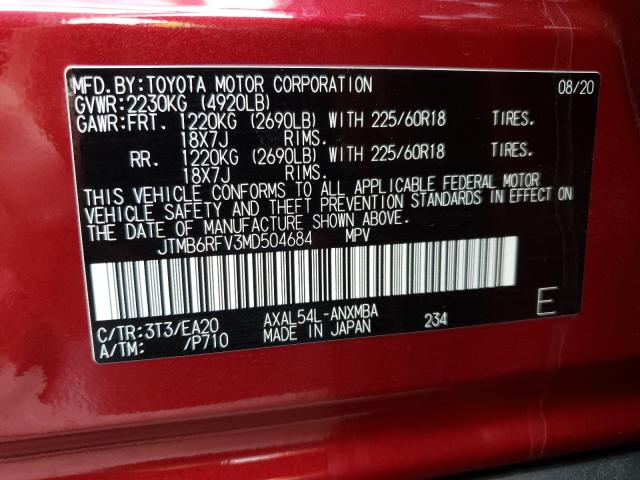 MFD.BY:TOYOTA MOTOR CORPORATION 08/20
GVWR:2230KG (4920LB)
GAWR:FRT. 1220KG (2690LB) WITH 225/60R18 TIRES.
18X7J RIMS.
RR. 1220KG (2690LB) WITH 225/60R18 TIRES.
18X7J RIMS.
THIS VEHICLE CONFORMS TO ALL APPLICABLE FEDERAL MOTOR
VEHICLE SAFETY AND THEFT PREVENTION STANDARDS IN EFFECT ON
THE DATE OF MANUFACTURE SHOWN ABOVE.
JTMB6RFV3MD504684 MPV
C/TR:3T3/EA20 AXAL54L-ANXMBA 234 E
A/TM: /P710 MADE IN JAPAN